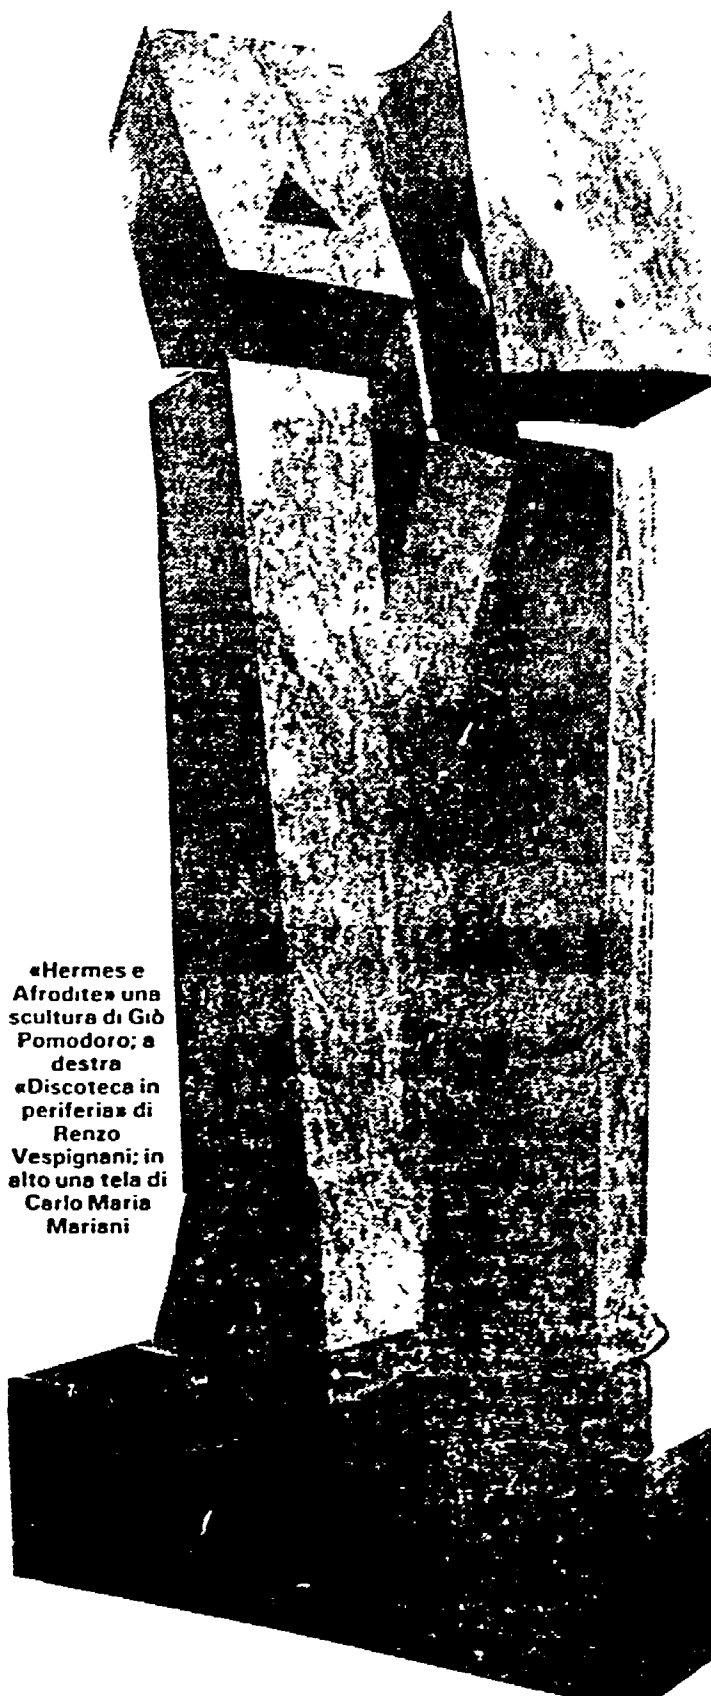 «Hermes e
Afrodite» una
scultura di Giò
Pomodoro; a
destra
«Discoteca in
periferia» di
Renzo
Vespignani; in
alto una tela di
Carlo Maria
Mariani